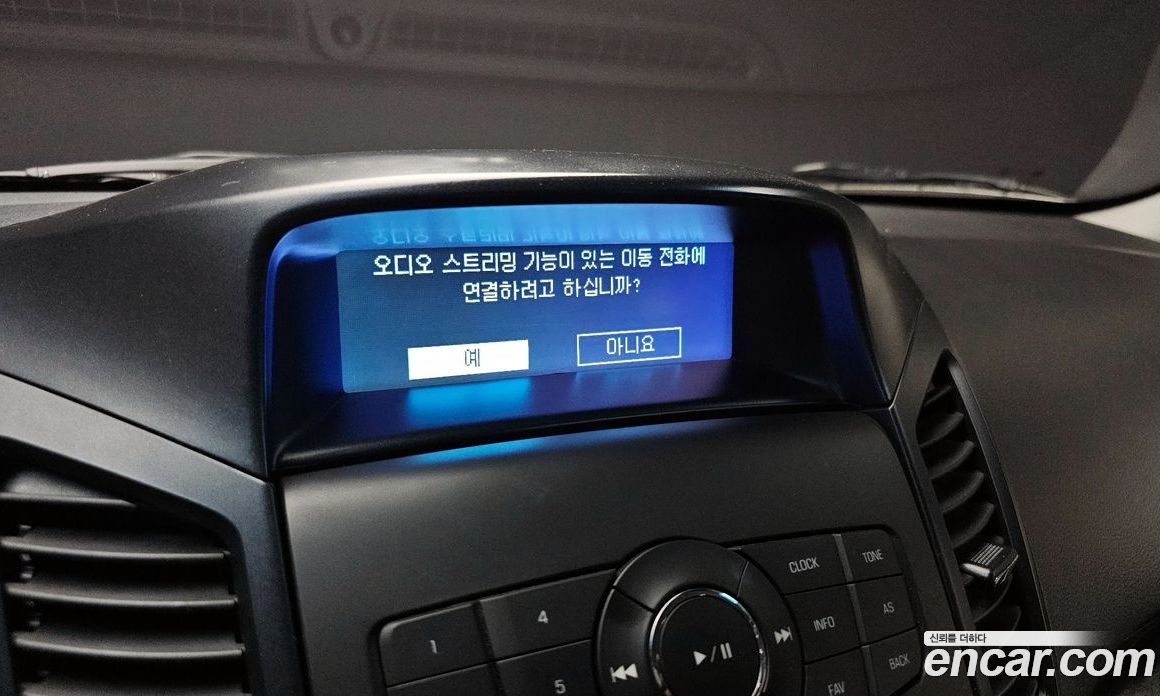 오디오 스트리밍 기능이 있는 이동 전화에
연결하려고 하십니까?
예
아니요
CLOCK
TONE
1
4
INFO
AS
5
FAV
BACK
신뢰를 더하다
encar.com